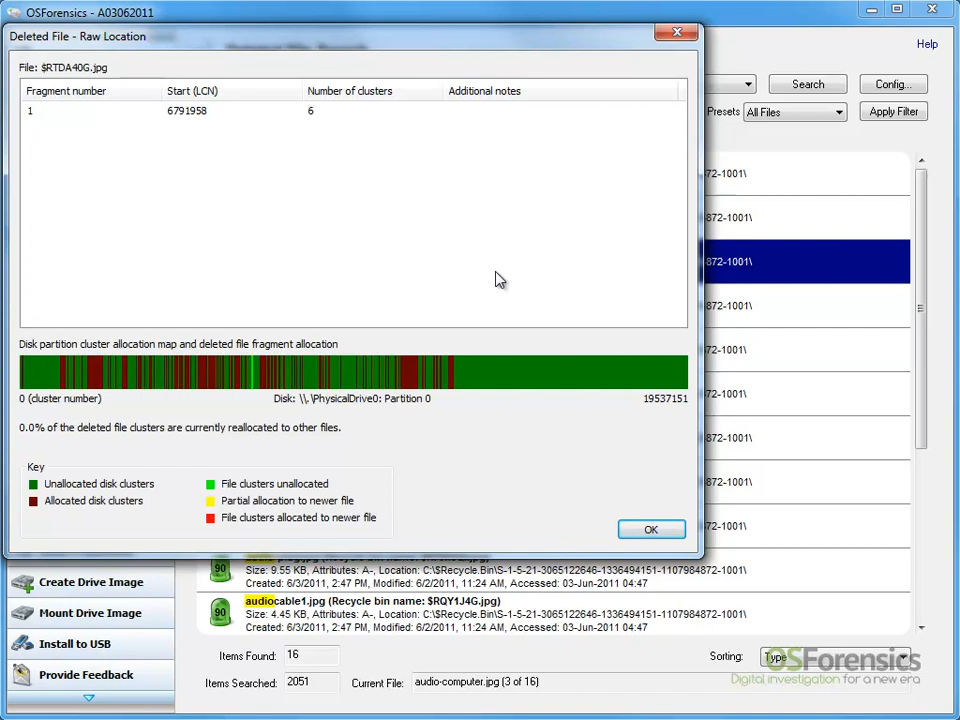 OSForensics - A03062011
Deleted File - Raw Location
Help
File: $RTDA40G.jpg
Fragment number Start (LCN) Number of clusters Additional notes
1 6791958 6
Search Config...
Presets All Files Apply Filter
872-1001\
872-1001\
872-1001\
872-1001\
872-1001\
872-1001\
872-1001\
872-1001\
872-1001\
Disk partition cluster allocation map and deleted file fragment allocation
0 (cluster number) Disk: \\.\PhysicalDrive0; Partition 0 19537151
0.0% of the deleted file clusters are currently reallocated to other files.
Key
Unallocated disk clusters File clusters unallocated
Allocated disk clusters Partial allocation to newer file
File clusters allocated to newer file
OK
90
Size: 9.55 KB, Attributes: A-, Location: C:\$Recycle.Bin\S-1-5-21-3065122646-1336494151-1107984872-1001\
Created: 6/3/2011, 2:47 PM, Modified: 6/2/2011, 11:24 AM, Accessed: 03-Jun-2011 04:47
90
audiocable1.jpg (Recycle bin name: $RQY1J4G.jpg)
Size: 4.45 KB, Attributes: A-, Location: C:\$Recycle.Bin\S-1-5-21-3065122646-1336494151-1107984872-1001\
Created: 6/3/2011, 2:47 PM, Modified: 6/2/2011, 11:24 AM, Accessed: 03-Jun-2011 04:47
Create Drive Image
Mount Drive Image
Install to USB
Provide Feedback
Items Found: 16
Sorting: Type
Items Searched: 2051 Current File: audio-computer.jpg (3 of 16)
OSForensics
Digital investigation for a new era